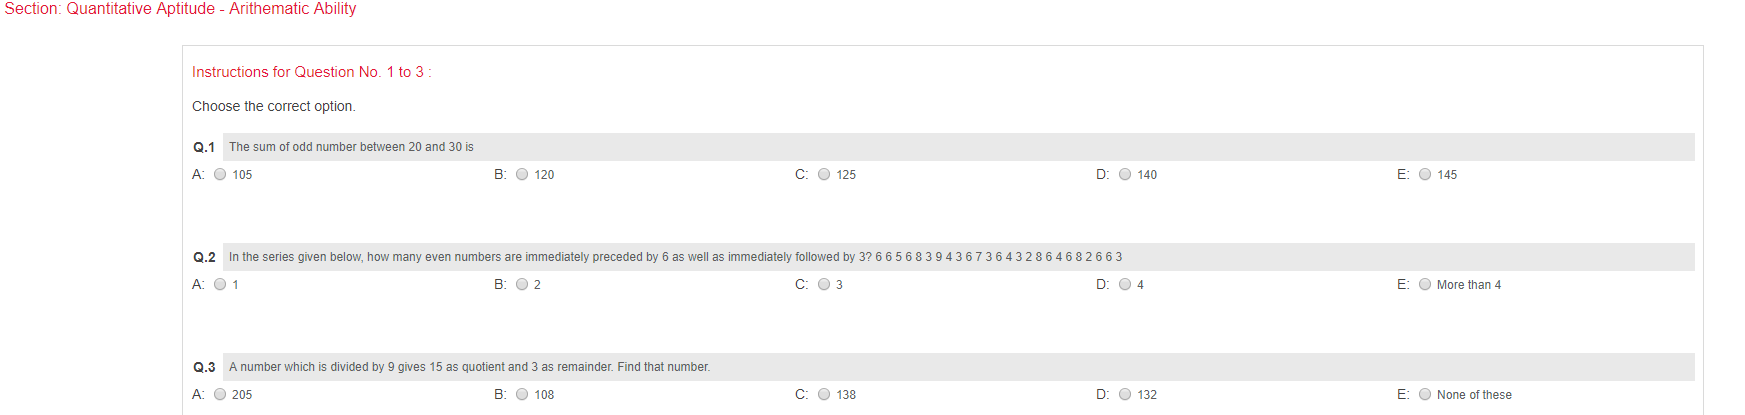 Section: Quantitative Aptitude - Arithematic Ability
Instructions for Question No. 1 to 3 :
Choose the correct option.
Q.1 The sum of odd number between 20 and 30 is
A: 105 B: 120 C: 125 D: 140 E: 145
Q.2 In the series given below, how many even numbers are immediately preceded by 6 as well as immediately followed by 3? 6 6 5 6 8 3 9 4 3 6 7 3 6 4 3 2 8 6 4 6 8 2 6 6 3
A: 1 B: 2 C: 3 D: 4 E: More than 4
Q.3 A number which is divided by 9 gives 15 as quotient and 3 as remainder. Find that number.
A: 205 B: 108 C: 138 D: 132 E: None of these